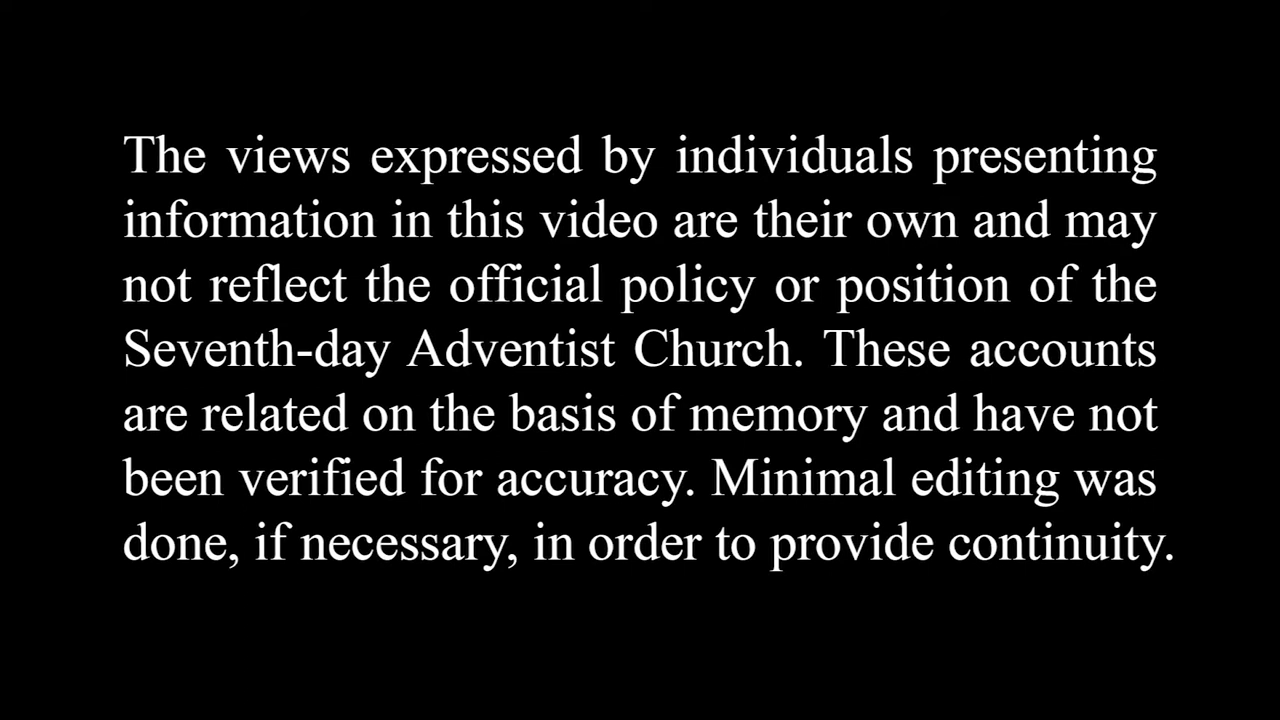 The views expressed by individuals presenting
information in this video are their own and may
not reflect the official policy or position of the
Seventh-day Adventist Church. These accounts
are related on the basis of memory and have not
been verified for accuracy. Minimal editing was
done, if necessary, in order to provide continuity.